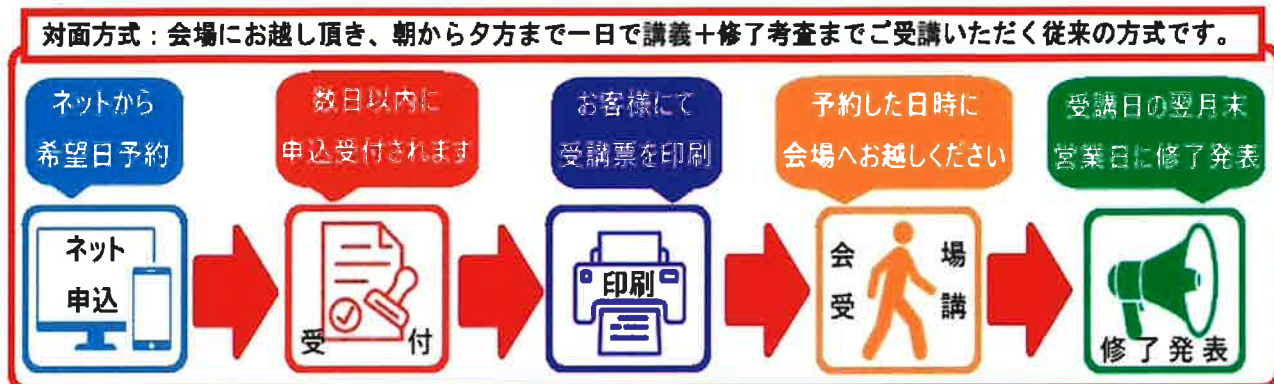 対面方式:会場にお越し頂き、朝から夕方まで一日で講義+修了考査までご受講いただく従来の方式です。
ネットから
希望日予約
数日以内に
申込受付されます
お客様にて
受講票を印刷
予約した日時に
会場へお越しください
受講日の翌月末
営業日に修了発表
ネット
申込
受付
印刷
会場
受講
修了発表